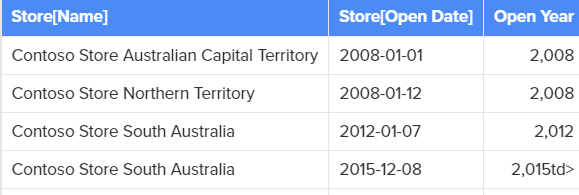 Store[Name] Store[Open Date] Open Year
Contoso Store Australian Capital Territory 2008-01-01 2,008
Contoso Store Northern Territory 2008-01-12 2,008
Contoso Store South Australia 2012-01-07 2,012
Contoso Store South Australia 2015-12-08 2,015td>